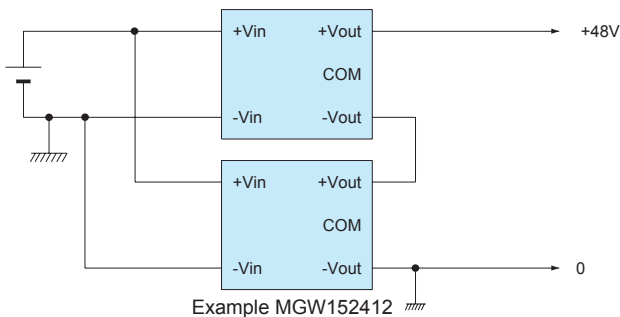 +Vin +Vout +48V
COM
-Vin -Vout
+Vin +Vout
COM
-Vin -Vout 0
Example MGW152412